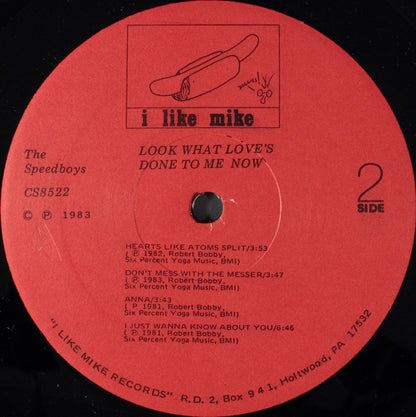 i like mike
LOOK WHAT LOVE'S
DONE TO ME NOW
The
Speedboys
CS8522
© ℗ 1983
2
SIDE
HEARTS LIKE ATOMS SPLIT/3:53
( ℗ 1982, Robert Bobby,
Six Percent Yoga Music, BMI)
DON'T MESS WITH THE MESSER/3:47
( ℗ 1983, Robert Bobby,
Six Percent Yoga Music, BMI)
ANNA/3:43
( P 1981, Robert Bobby,
Six Percent Yoga Music, BMI)
I JUST WANNA KNOW ABOUT YOU/6:46
( ℗ 1981, Robert Bobby,
Six Percent Yoga Music, BMI)
"I LIKE MIKE RECORDS" R.D. 2, Box 941, Holtwood, PA 17532